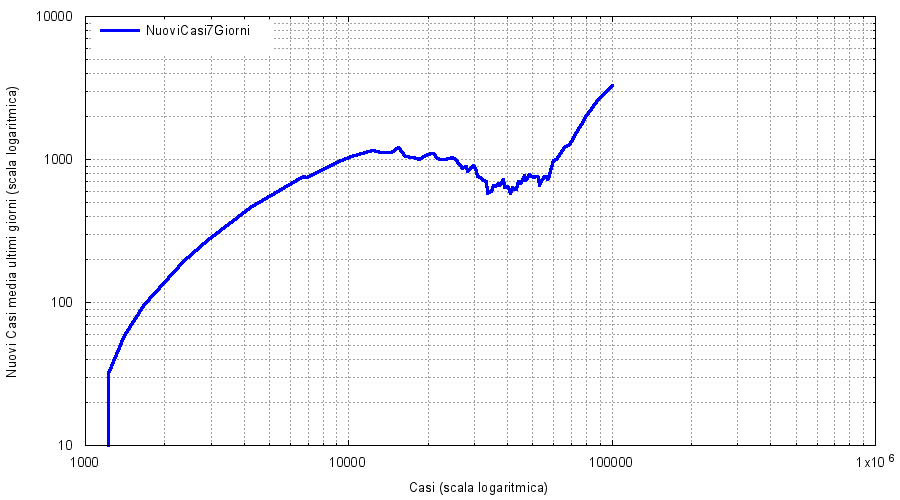 10000
NuoviCasi7Giorni
1000
100
10
1000
10000
100000
1x10 6
Nuovi Casi media ultimi giorni (scala logaritmica)
Casi (scala logaritmica)